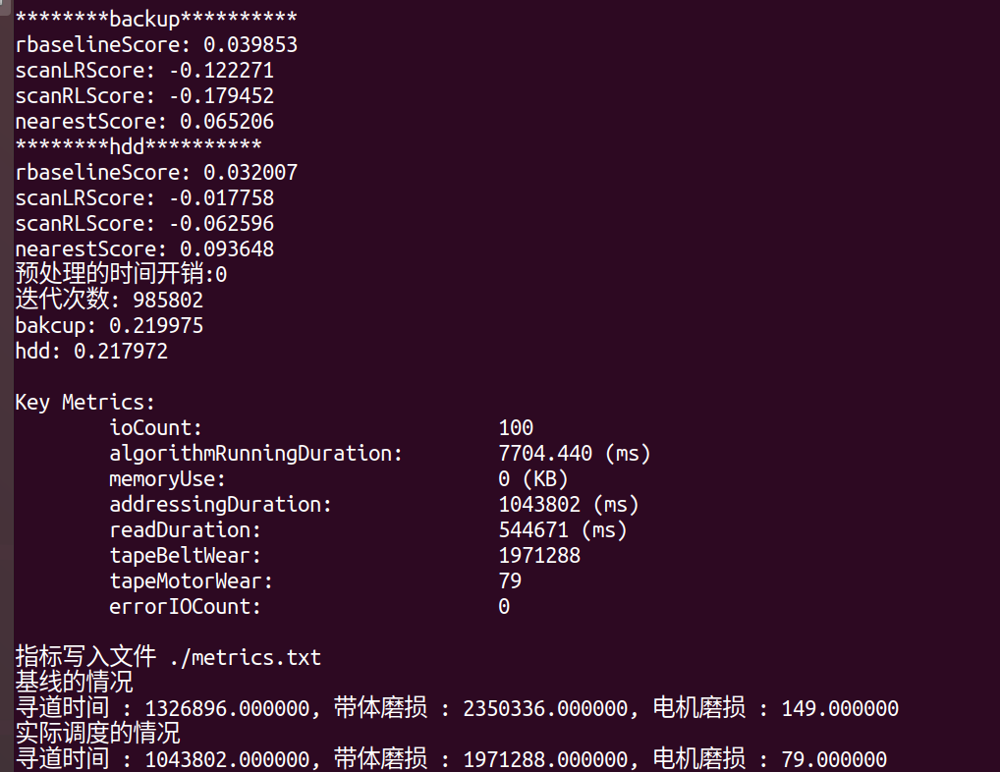 ********backup**********
rbaselineScore: 0.039853
scanLRScore: -0.122271
scanRLScore: -0.179452
nearestScore: 0.065206
********hdd**********
rbaselineScore: 0.032007
scanLRScore: -0.017758
scanRLScore: -0.062596
nearestScore: 0.093648
预处理的时间开销:0
迭代次数: 985802
bakcup: 0.219975
hdd: 0.217972
Key Metrics:
ioCount: 100
algorithmRunningDuration: 7704.440 (ms)
memoryUse: 0 (KB)
addressingDuration: 1043802 (ms)
readDuration: 544671 (ms)
tapeBeltWear: 1971288
tapeMotorWear: 79
errorIOCount: 0
指标写入文件 ./metrics.txt
基线的情况
寻道时间 : 1326896.000000, 带体磨损 : 2350336.000000, 电机磨损 : 149.000000
实际调度的情况
寻道时间 : 1043802.000000, 带体磨损 : 1971288.000000, 电机磨损 : 79.000000